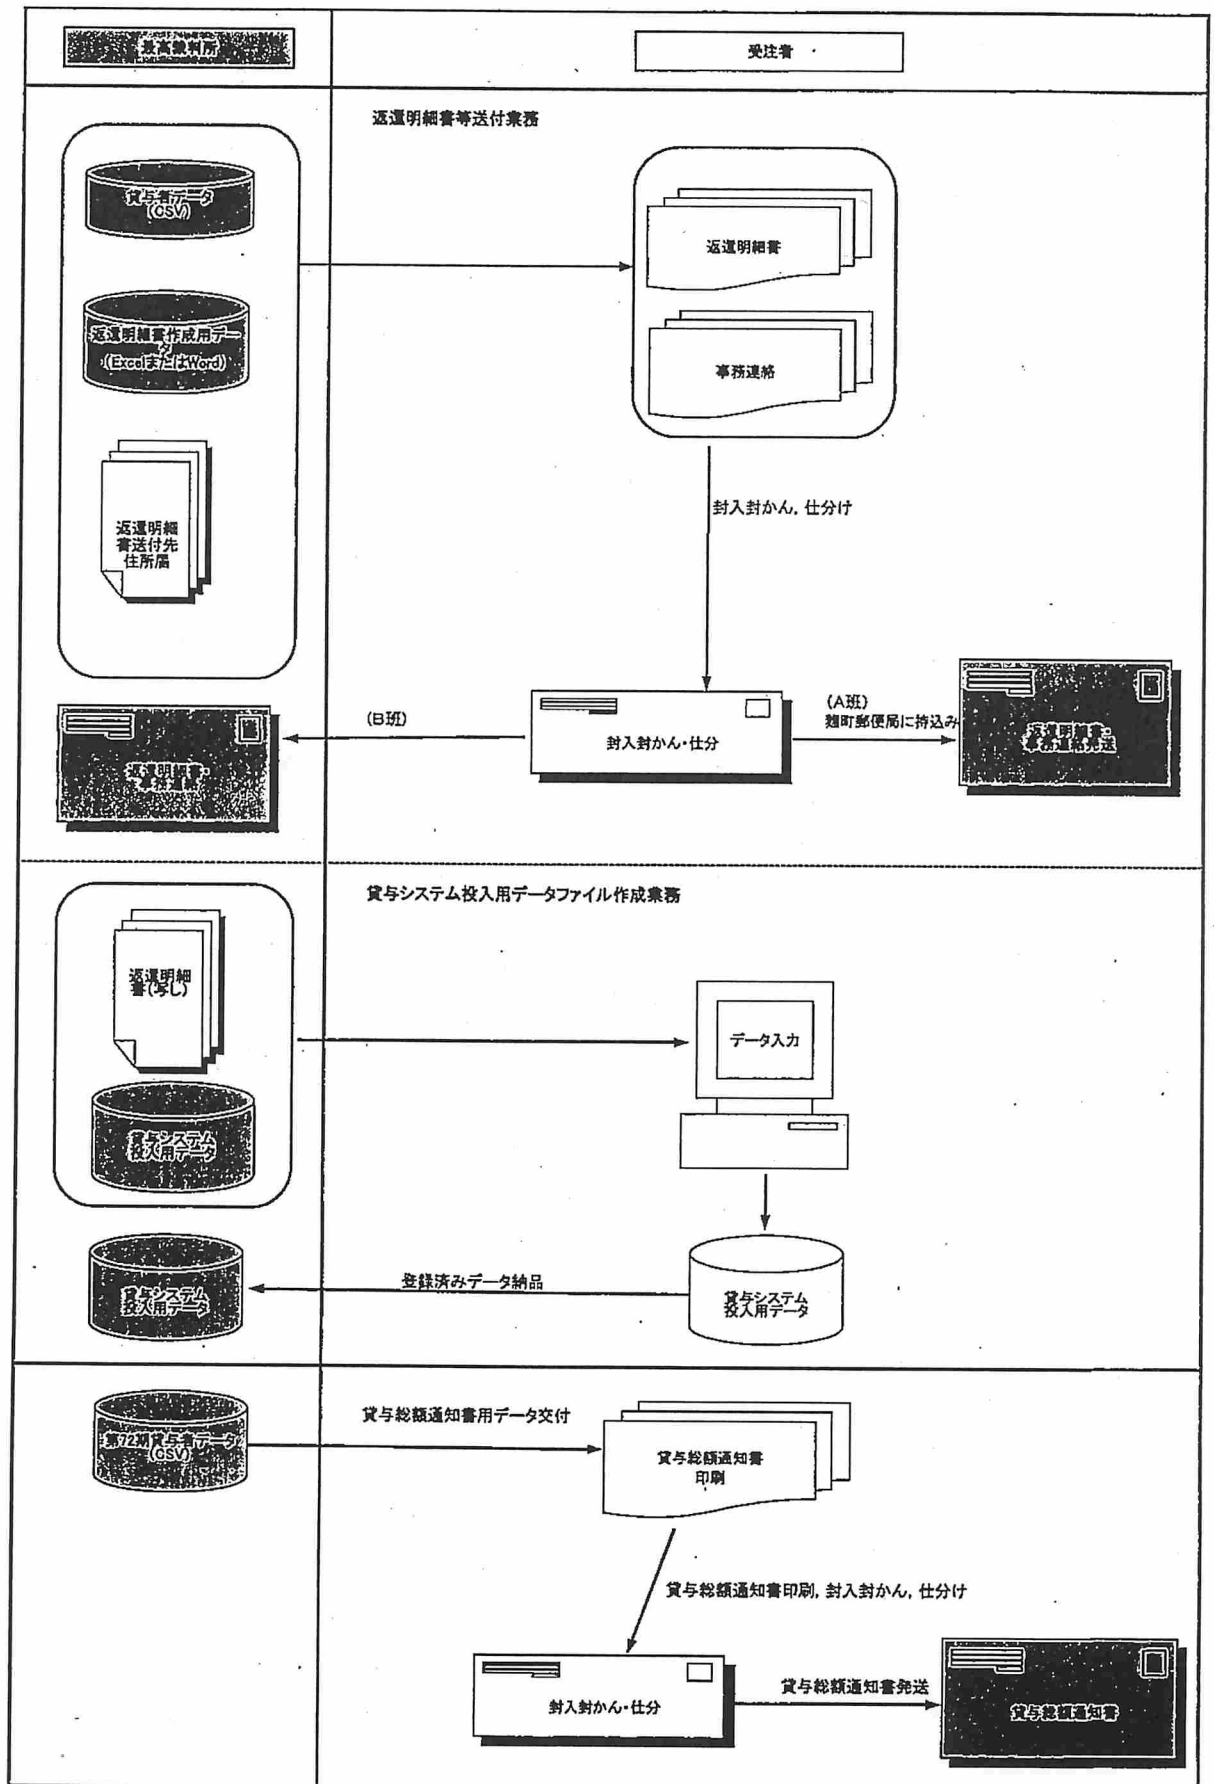 最高裁判所
受注者
返還明細書等送付業務
貸与者データ
(CSV)
返還明細書
返還明細書作成用デー
タ
(ExcelまたはWord)
事務連絡
返還明細
書送付先
住所届
封入封かん，仕分け
(B班)
封入封かん・仕分
(A班)
麹町郵便局に持込み
返還明細書・
事務連絡
返還明細書・
事務連絡発送
貸与システム投入用データファイル作成業務
返還明細
書(写し)
データ入力
貸与システム
投入用データ
登録済みデータ納品
貸与システム
投入用データ
貸与システム
投入用データ
貸与総額通知書用データ交付
第72期貸与者データ
(CSV)
貸与総額通知書
印刷
貸与総額通知書印刷，封入封かん，仕分け
封入封かん・仕分
貸与総額通知書発送
貸与総額通知書